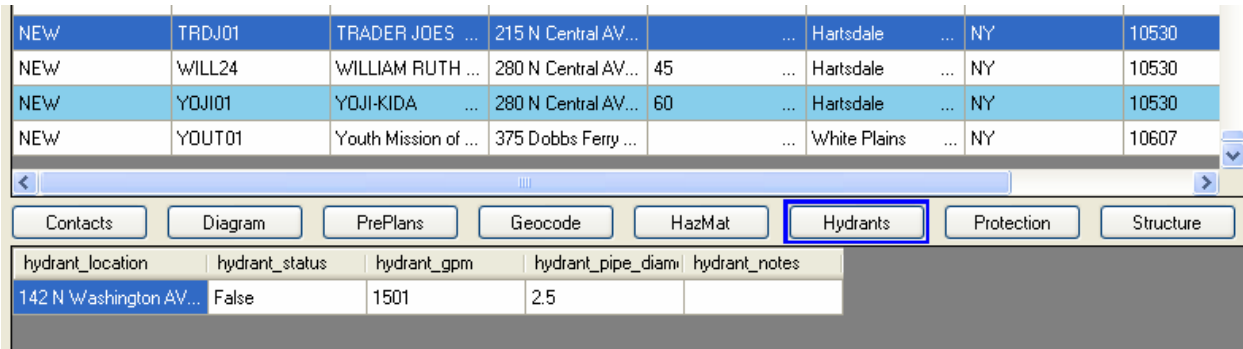 NEW TRDJ01 TRADER JOES ... 215 N Central AV... ... Hartsdale ... NY 10530
NEW WILL24 WILLIAM RUTH ... 280 N Central AV... 45 ... Hartsdale ... NY 10530
NEW YOJI01 YOJI-KIDA ... 280 N Central AV... 60 ... Hartsdale ... NY 10530
NEW YOUT01 Youth Mission of ... 375 Dobbs Ferry ... ... White Plains ... NY 10607
Contacts Diagram PrePlans Geocode HazMat Hydrants Protection Structure
hydrant_location hydrant_status hydrant_gpm hydrant_pipe_diam hydrant_notes
142 N Washington AV... False 1501 2.5